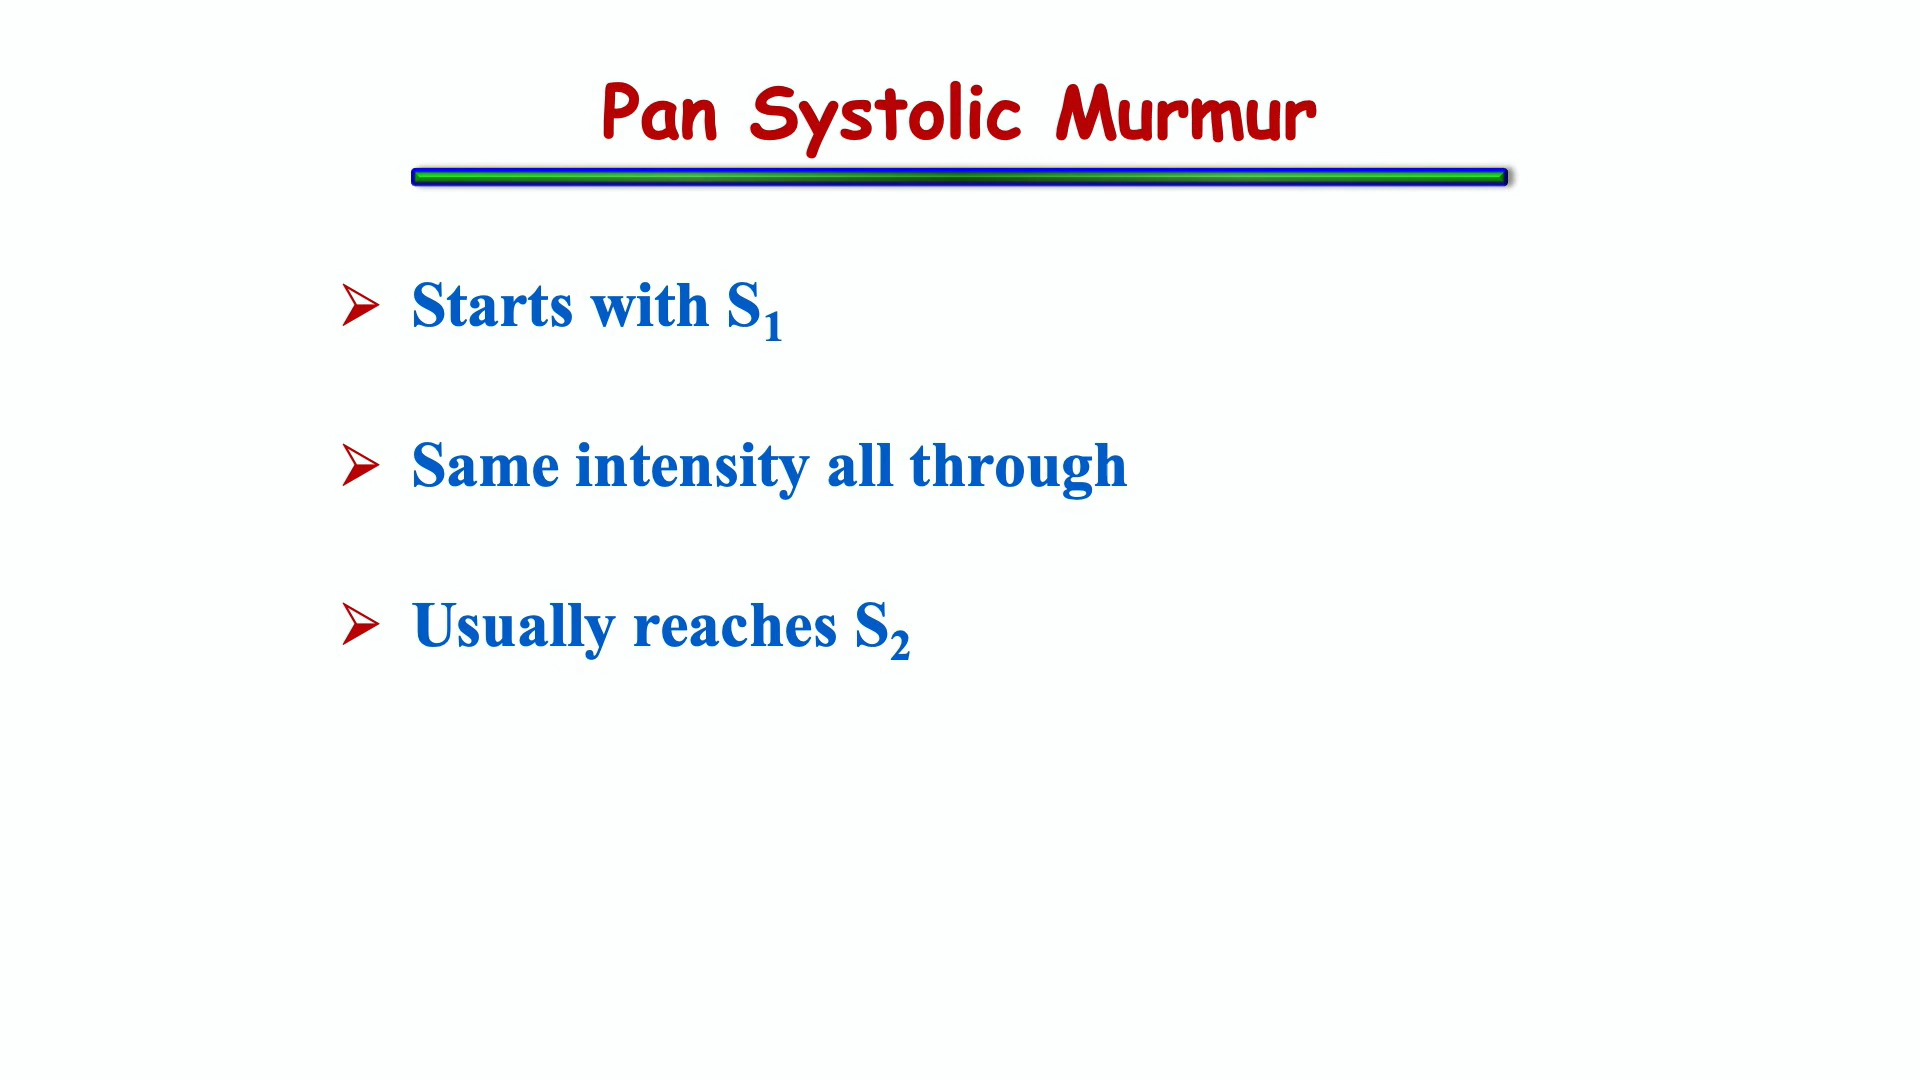 Pan Systolic Murmur
➢ Starts with S₁
➢ Same intensity all through
➢ Usually reaches S₂